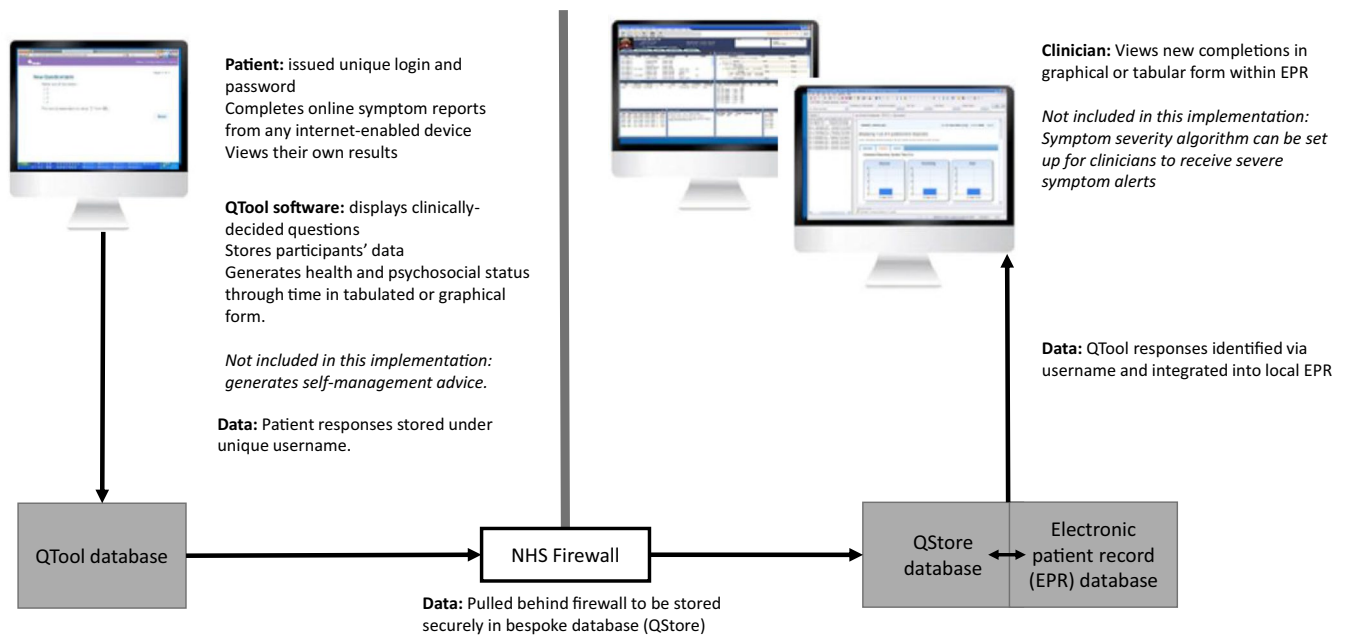 Patient: issued unique login and
password
Completes online symptom reports
from any internet-enabled device
Views their own results
QTool software: displays clinically-
decided questions
Stores participants’ data
Generates health and psychosocial status
through time in tabulated or graphical
form.
Not included in this implementation:
generates self-management advice.
Data: Patient responses stored under
unique username.
Clinician: Views new completions in
graphical or tabular form within EPR
Not included in this implementation:
Symptom severity algorithm can be set
up for clinicians to receive severe
symptom alerts
Data: QTool responses identified via
username and integrated into local EPR
QTool database
NHS Firewall
QStore
database
Electronic
patient record
(EPR) database
Data: Pulled behind firewall to be stored
securely in bespoke database (QStore)